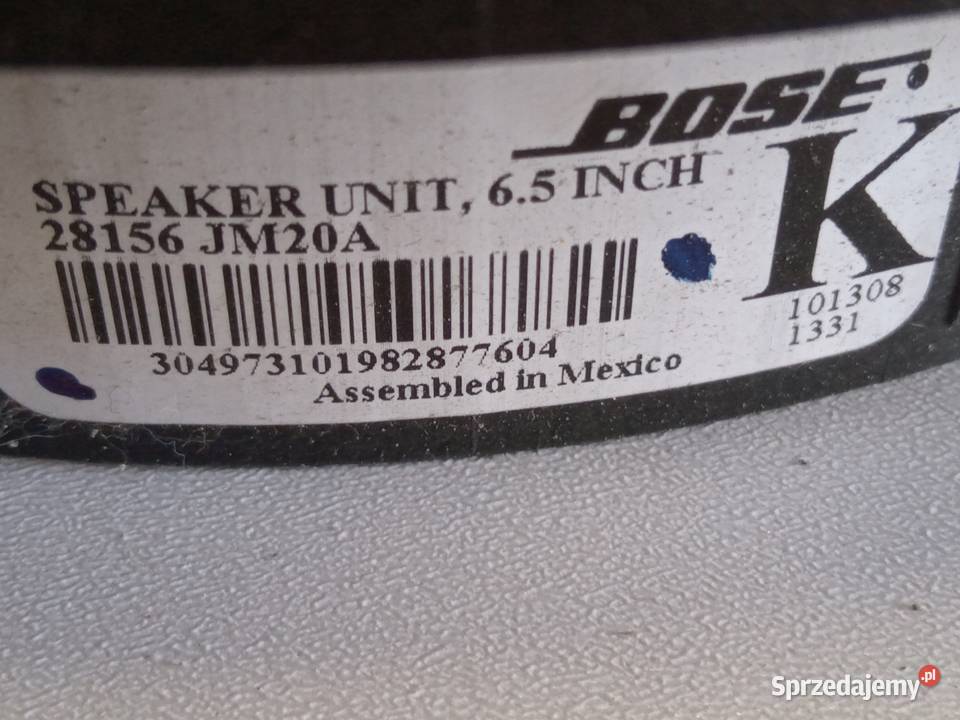 BOSE
SPEAKER UNIT, 6.5 INCH
28156 JM20A
K
101308
1331
304973101982877604
Assembled in Mexico
Sprzedajemy.pl